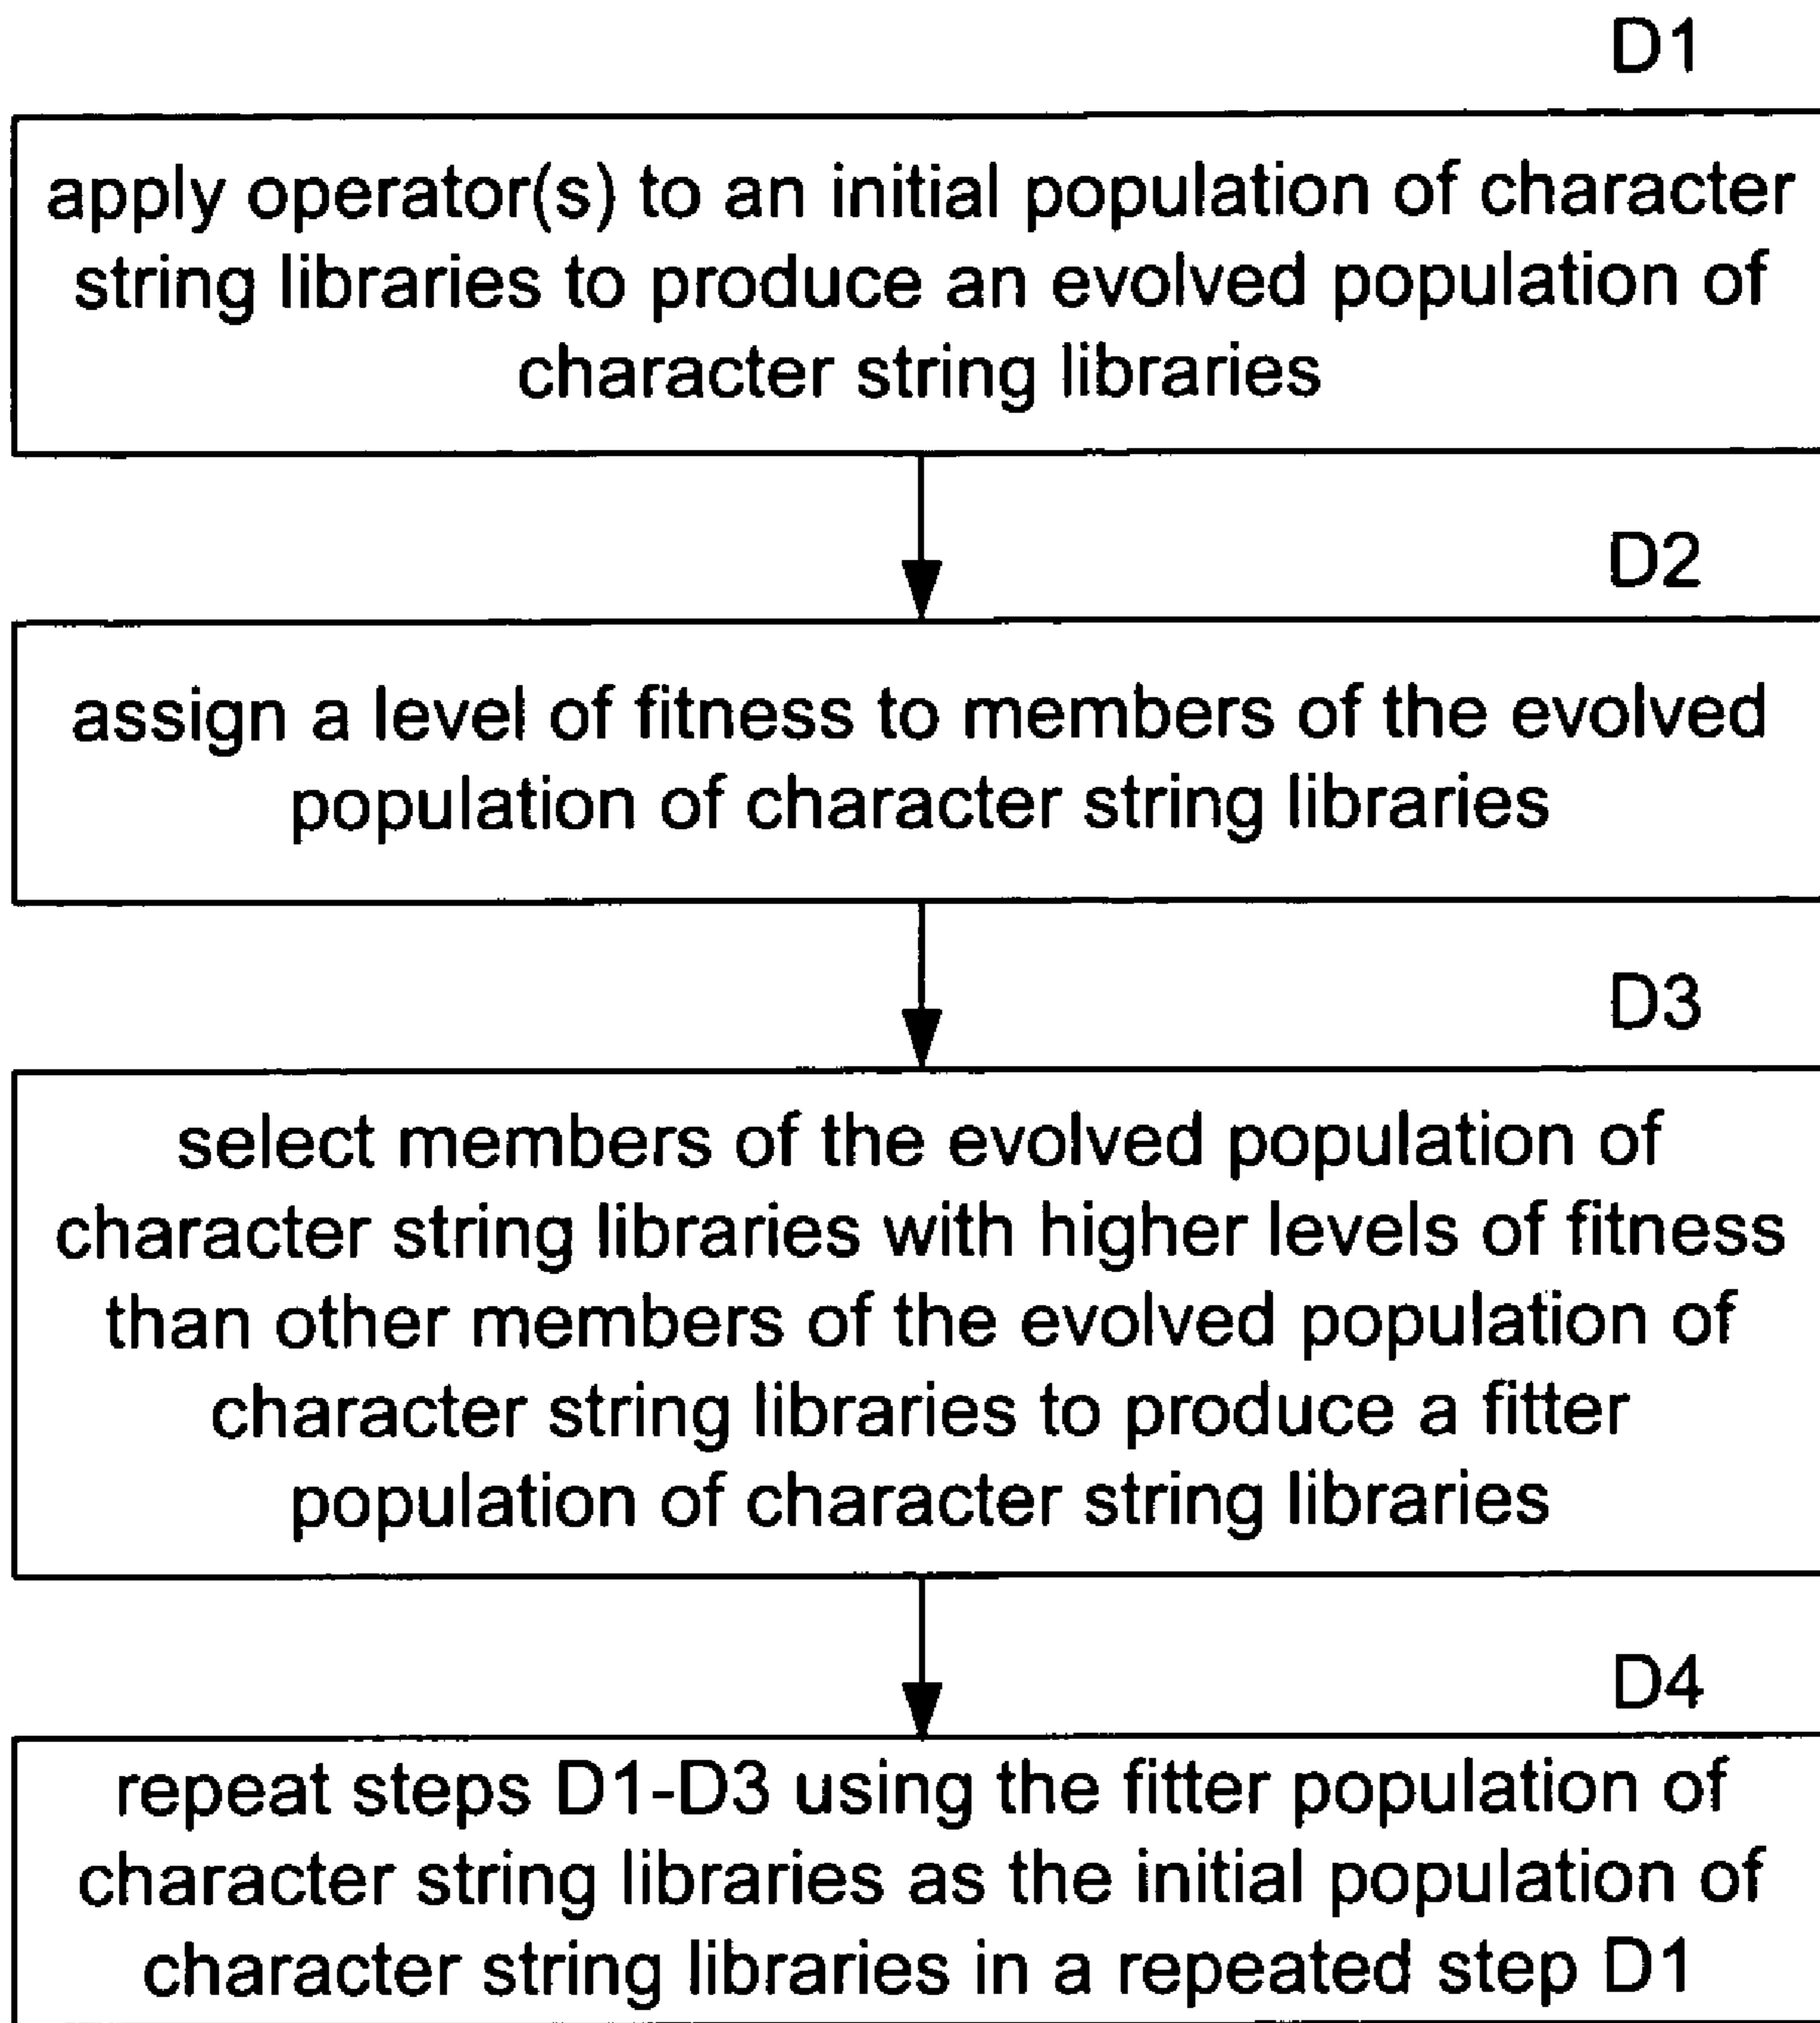 D1
apply operator(s) to an initial population of character
string libraries to produce an evolved population of
character string libraries
D2
assign a level of fitness to members of the evolved
population of character string libraries
D3
select members of the evolved population of
character string libraries with higher levels of fitness
than other members of the evolved population of
character string libraries to produce a fitter
population of character string libraries
D4
repeat steps D1-D3 using the fitter population of
character string libraries as the initial population of
character string libraries in a repeated step D1